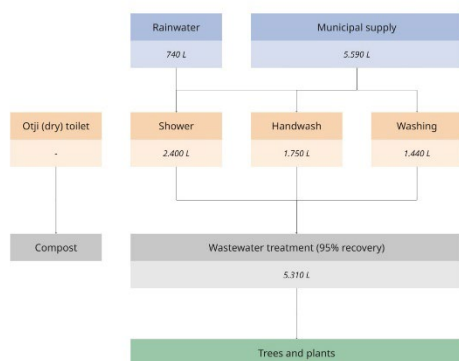 Rainwater
Municipal supply
740 L
5.590 L
Otji (dry) toilet
Shower
Handwash
Washing
-
2.400 L
1.750 L
1.440 L
Compost
Wastewater treatment (95% recovery)
5.310 L
Trees and plants